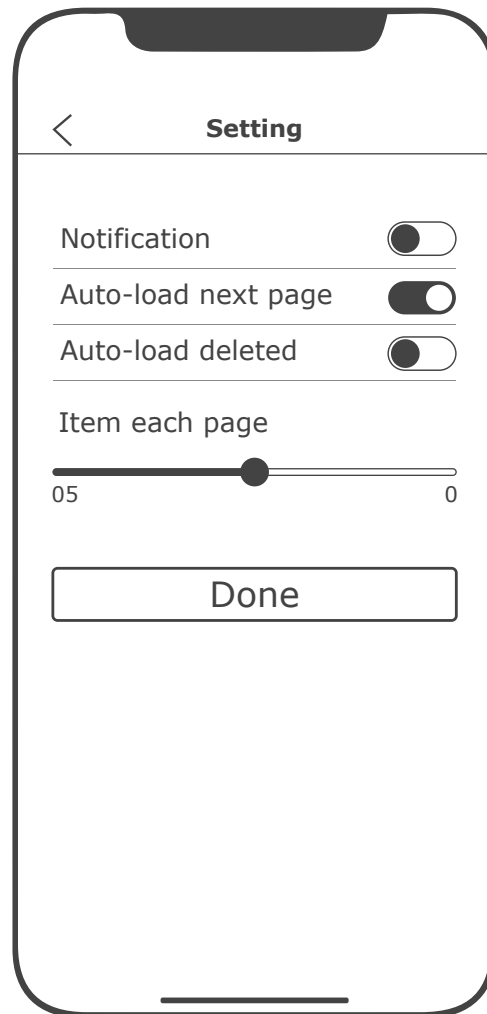 Setting
Notification
Auto-load next page
Auto-load deleted
Item each page
05 0
Done